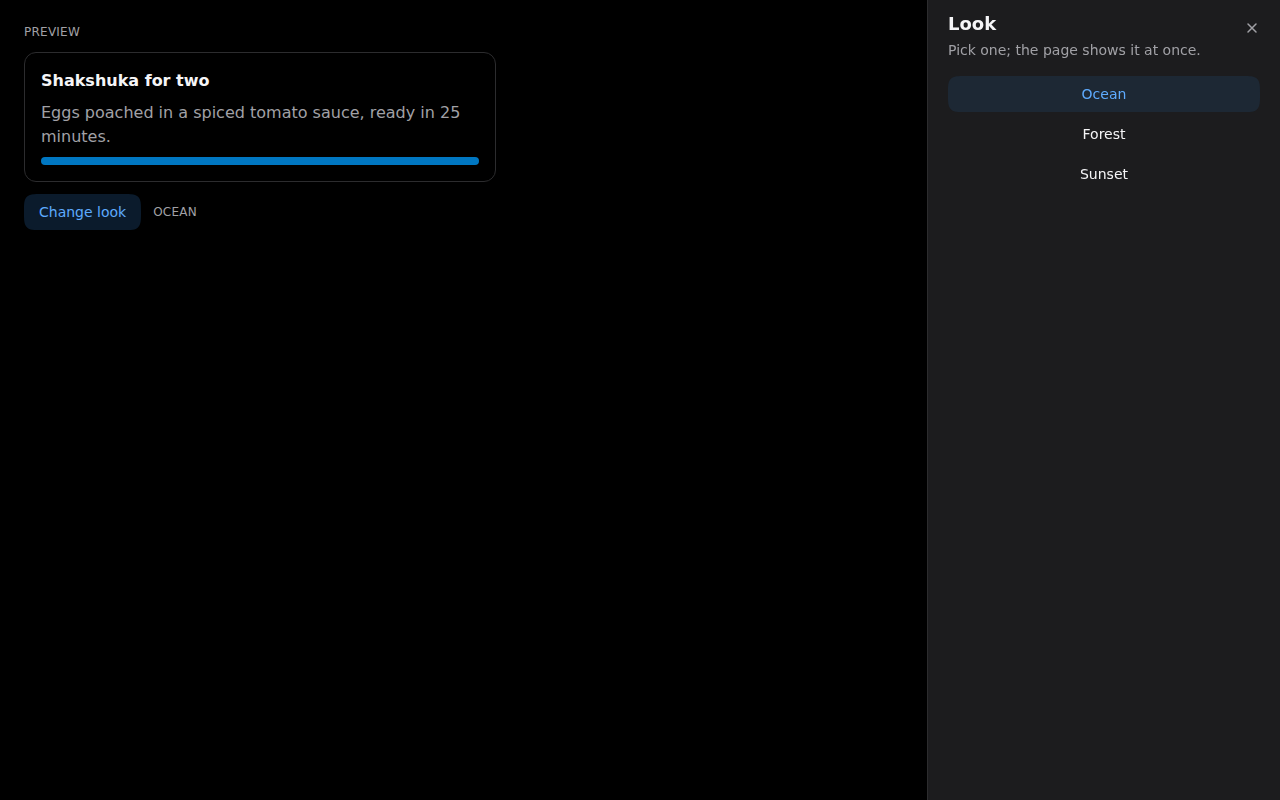 PREVIEW
Shakshuka for two
Eggs poached in a spiced tomato sauce, ready in 25
minutes.
Change look
OCEAN
Look
Pick one; the page shows it at once.
Ocean
Forest
Sunset